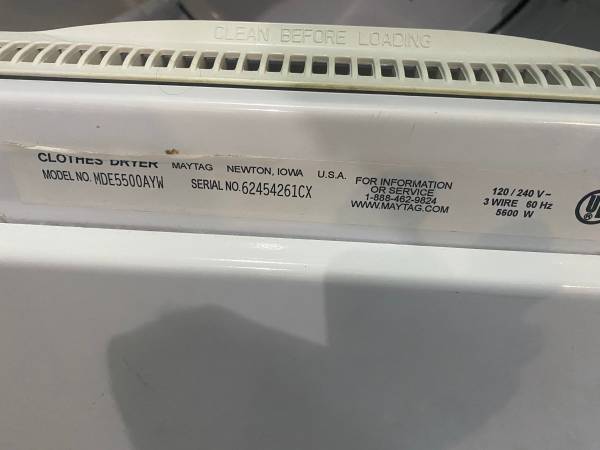 CLEAN BEFORE LOADING
CLOTHES DRYER MAYTAG NEWTON, IOWA U.S.A.
MODEL NO. MDE5500AYW SERIAL NO. 62454261CX
FOR INFORMATION
OR SERVICE
1-888-462-9824
WWW.MAYTAG.COM
120 / 240 V~
3 WIRE 60 Hz
5600 W
UL